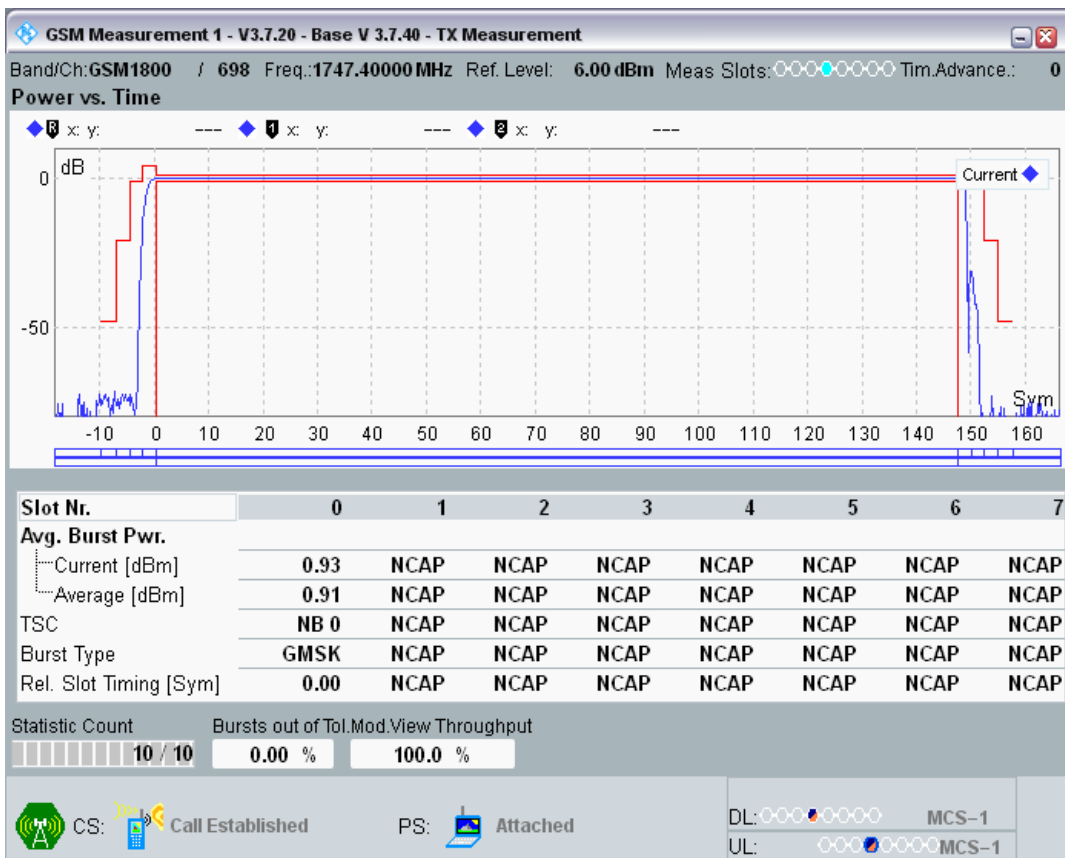 GSM Measurement 1 - V3.7.20 - Base V 3.7.40 - TX Measurement
Band/Ch:GSM1800 / 698 Freq.:1747.40000 MHz Ref. Level: 6.00 dBm Meas Slots: Tim.Advance.: 0
Power vs. Time
R x: y: --- 1 x: y: --- 2 x: y: ---
dB
Current
0
-50
Sym
-10 0 10 20 30 40 50 60 70 80 90 100 110 120 130 140 150 160
Slot Nr. 0 1 2 3 4 5 6 7
Avg. Burst Pwr.
Current [dBm] 0.93 NCAP NCAP NCAP NCAP NCAP NCAP NCAP
Average [dBm] 0.91 NCAP NCAP NCAP NCAP NCAP NCAP NCAP
TSC NB 0 NCAP NCAP NCAP NCAP NCAP NCAP NCAP
Burst Type GMSK NCAP NCAP NCAP NCAP NCAP NCAP NCAP
Rel. Slot Timing [Sym] 0.00 NCAP NCAP NCAP NCAP NCAP NCAP NCAP
Statistic Count Bursts out of Tol.Mod.View Throughput
10 / 10 0.00 % 100.0 %
CS: Call Established PS: Attached
DL: MCS-1
UL: MCS-1